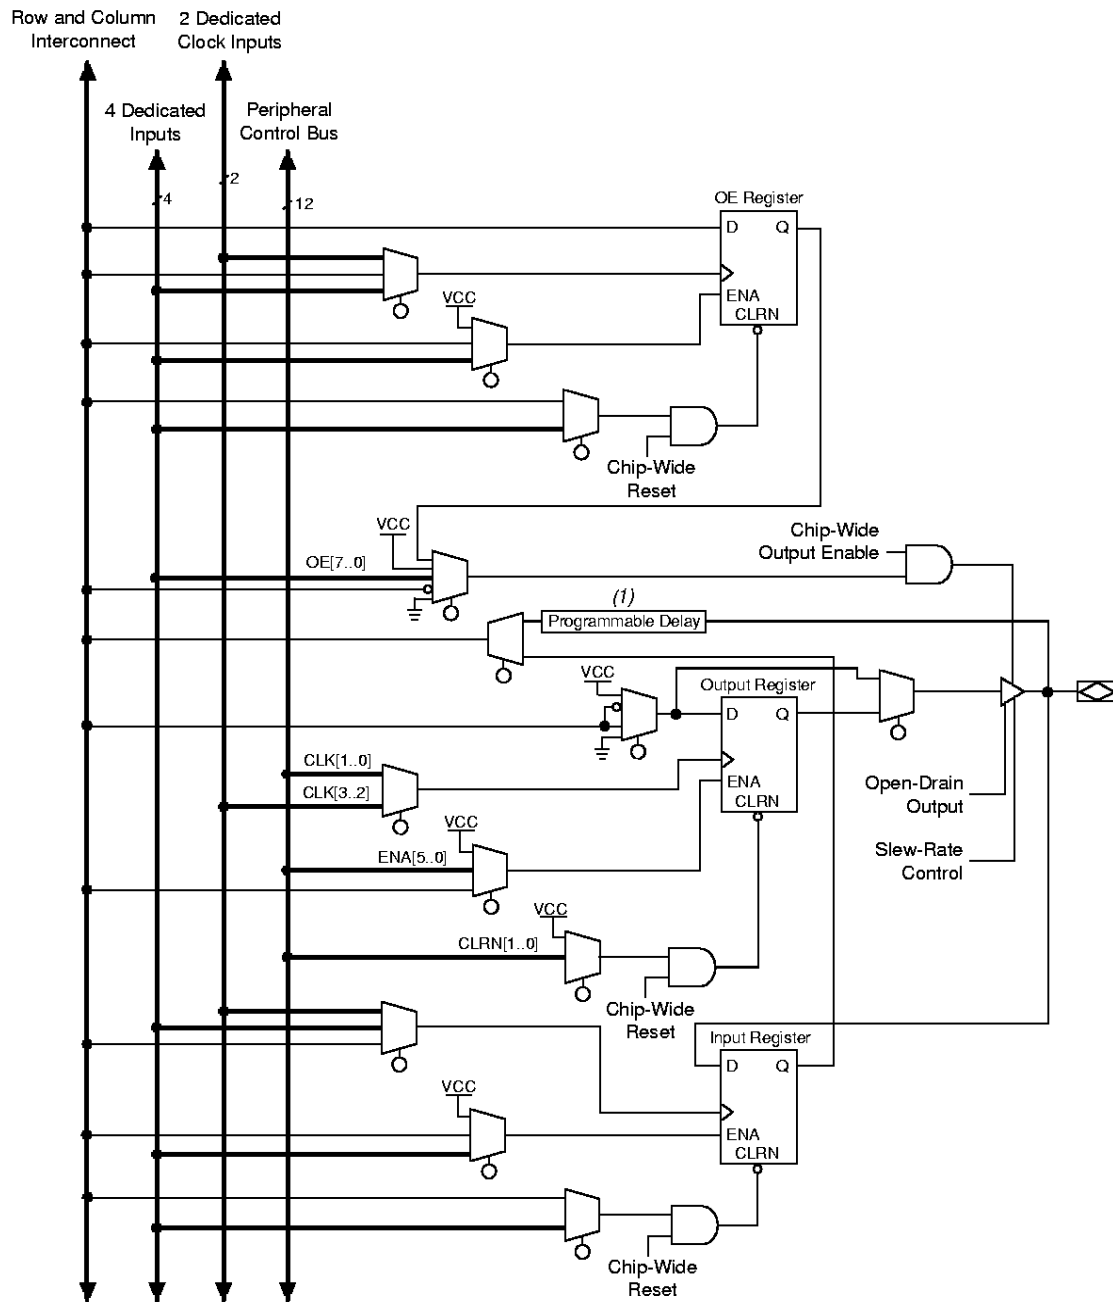 Row and Column
Interconnect
2 Dedicated
Clock Inputs
4 Dedicated
Inputs
Peripheral
Control Bus
2
4
12
OE Register
D Q
ENA
CLRN
VCC
Chip-Wide
Reset
VCC
OE[7..0]
Chip-Wide
Output Enable
(1)
Programmable Delay
VCC
Output Register
D Q
ENA
CLRN
CLK[1..0]
CLK[3..2]
Open-Drain
Output
VCC
ENA[5..0]
Slew-Rate
Control
VCC
CLRN[1..0]
Chip-Wide
Reset
Input Register
D Q
ENA
CLRN
VCC
Chip-Wide
Reset